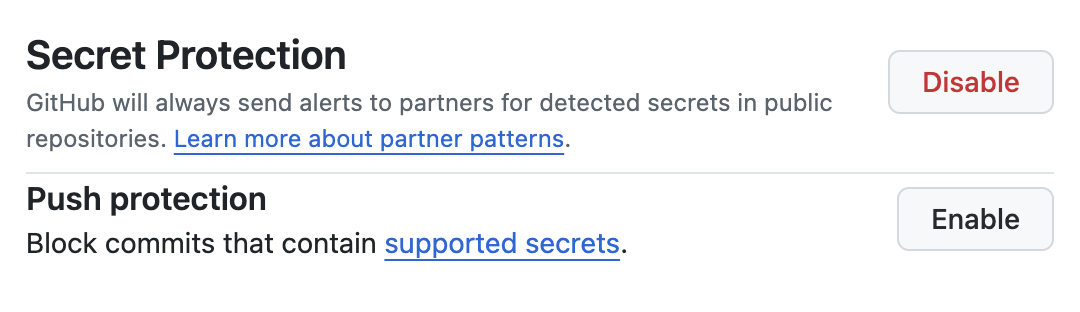 Secret Protection
Disable
GitHub will always send alerts to partners for detected secrets in public
repositories. Learn more about partner patterns.
Push protection
Enable
Block commits that contain supported secrets.